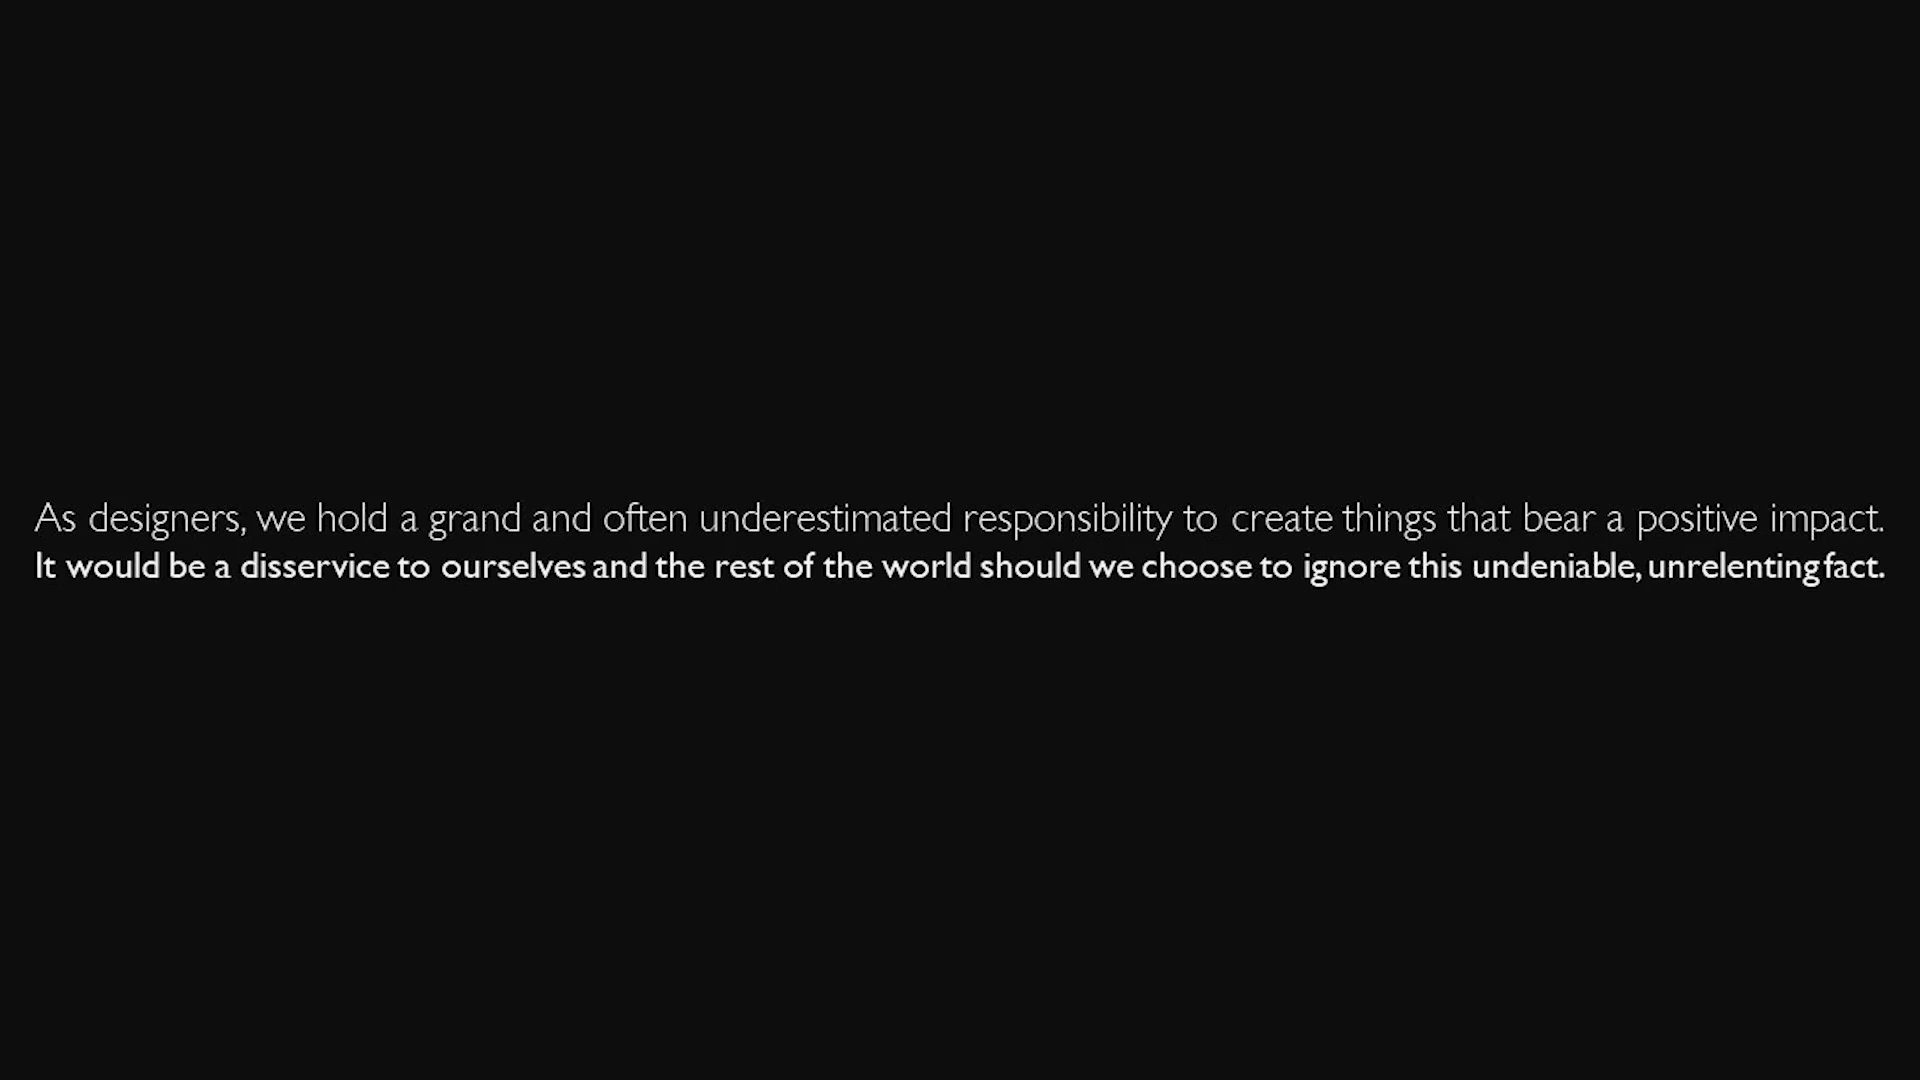 As designers, we hold a grand and often underestimated responsibility to create things that bear a positive impact.
It would be a disservice to ourselves and the rest of the world should we choose to ignore this undeniable, unrelenting fact.